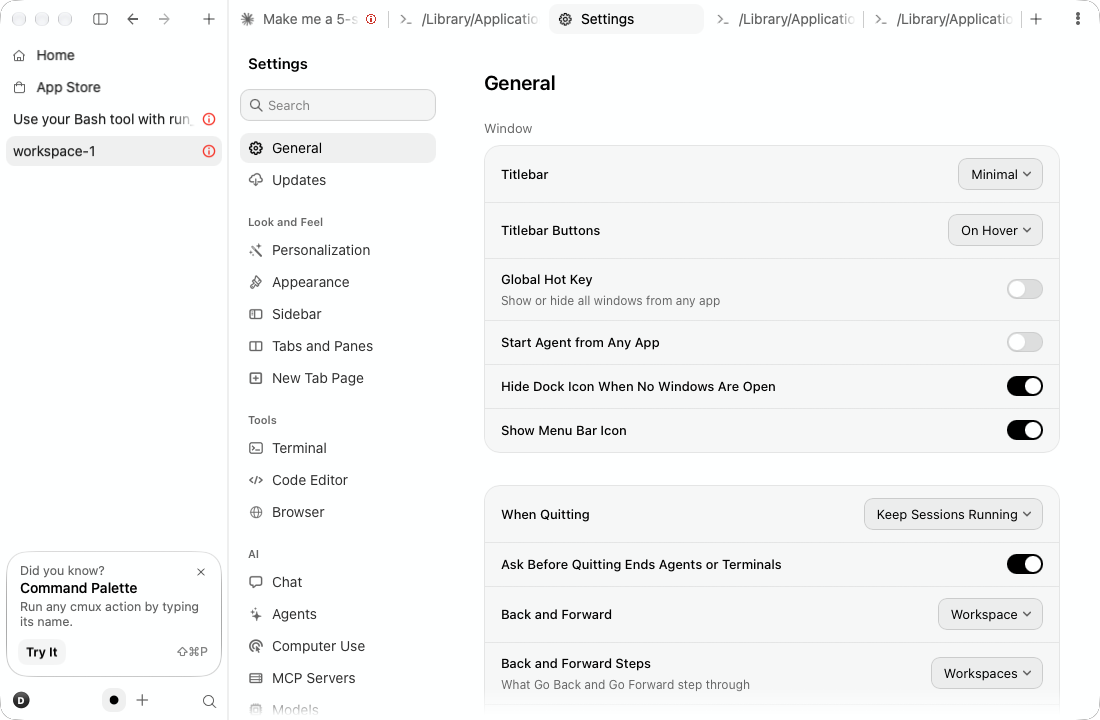 Make me a 5-s
/Library/Applicatio
Settings
/Library/Applicatio
/Library/Applicatio
Home
App Store
Use your Bash tool with run_
workspace-1
Did you know?
Command Palette
Run any cmux action by typing
its name.
Try It
⇧⌘P
D
Settings
Search
General
Updates
Look and Feel
Personalization
Appearance
Sidebar
Tabs and Panes
New Tab Page
Tools
Terminal
Code Editor
Browser
AI
Chat
Agents
Computer Use
MCP Servers
Models
General
Window
Titlebar
Minimal
Titlebar Buttons
On Hover
Global Hot Key
Show or hide all windows from any app
Start Agent from Any App
Hide Dock Icon When No Windows Are Open
Show Menu Bar Icon
When Quitting
Keep Sessions Running
Ask Before Quitting Ends Agents or Terminals
Back and Forward
Workspace
Back and Forward Steps
What Go Back and Go Forward step through
Workspaces